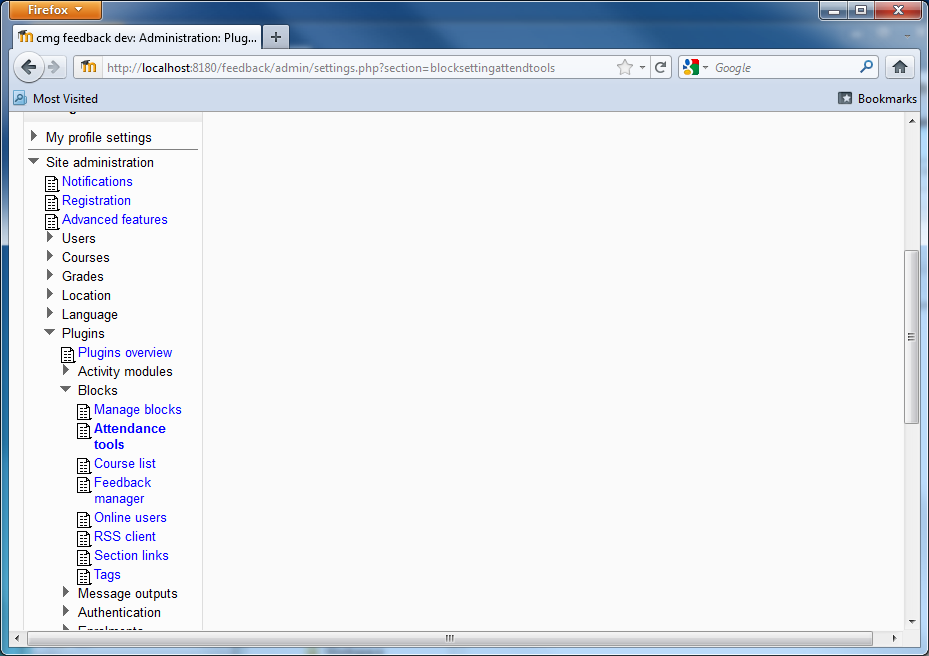 Firefox
cmg feedback dev: Administration: Plug...
http://localhost:8180/feedback/admin/settings.php?section=blocksettingattendtools
Google
Most Visited
Bookmarks
My profile settings
Site administration
Notifications
Registration
Advanced features
Users
Courses
Grades
Location
Language
Plugins
Plugins overview
Activity modules
Blocks
Manage blocks
Attendance
tools
Course list
Feedback
manager
Online users
RSS client
Section links
Tags
Message outputs
Authentication